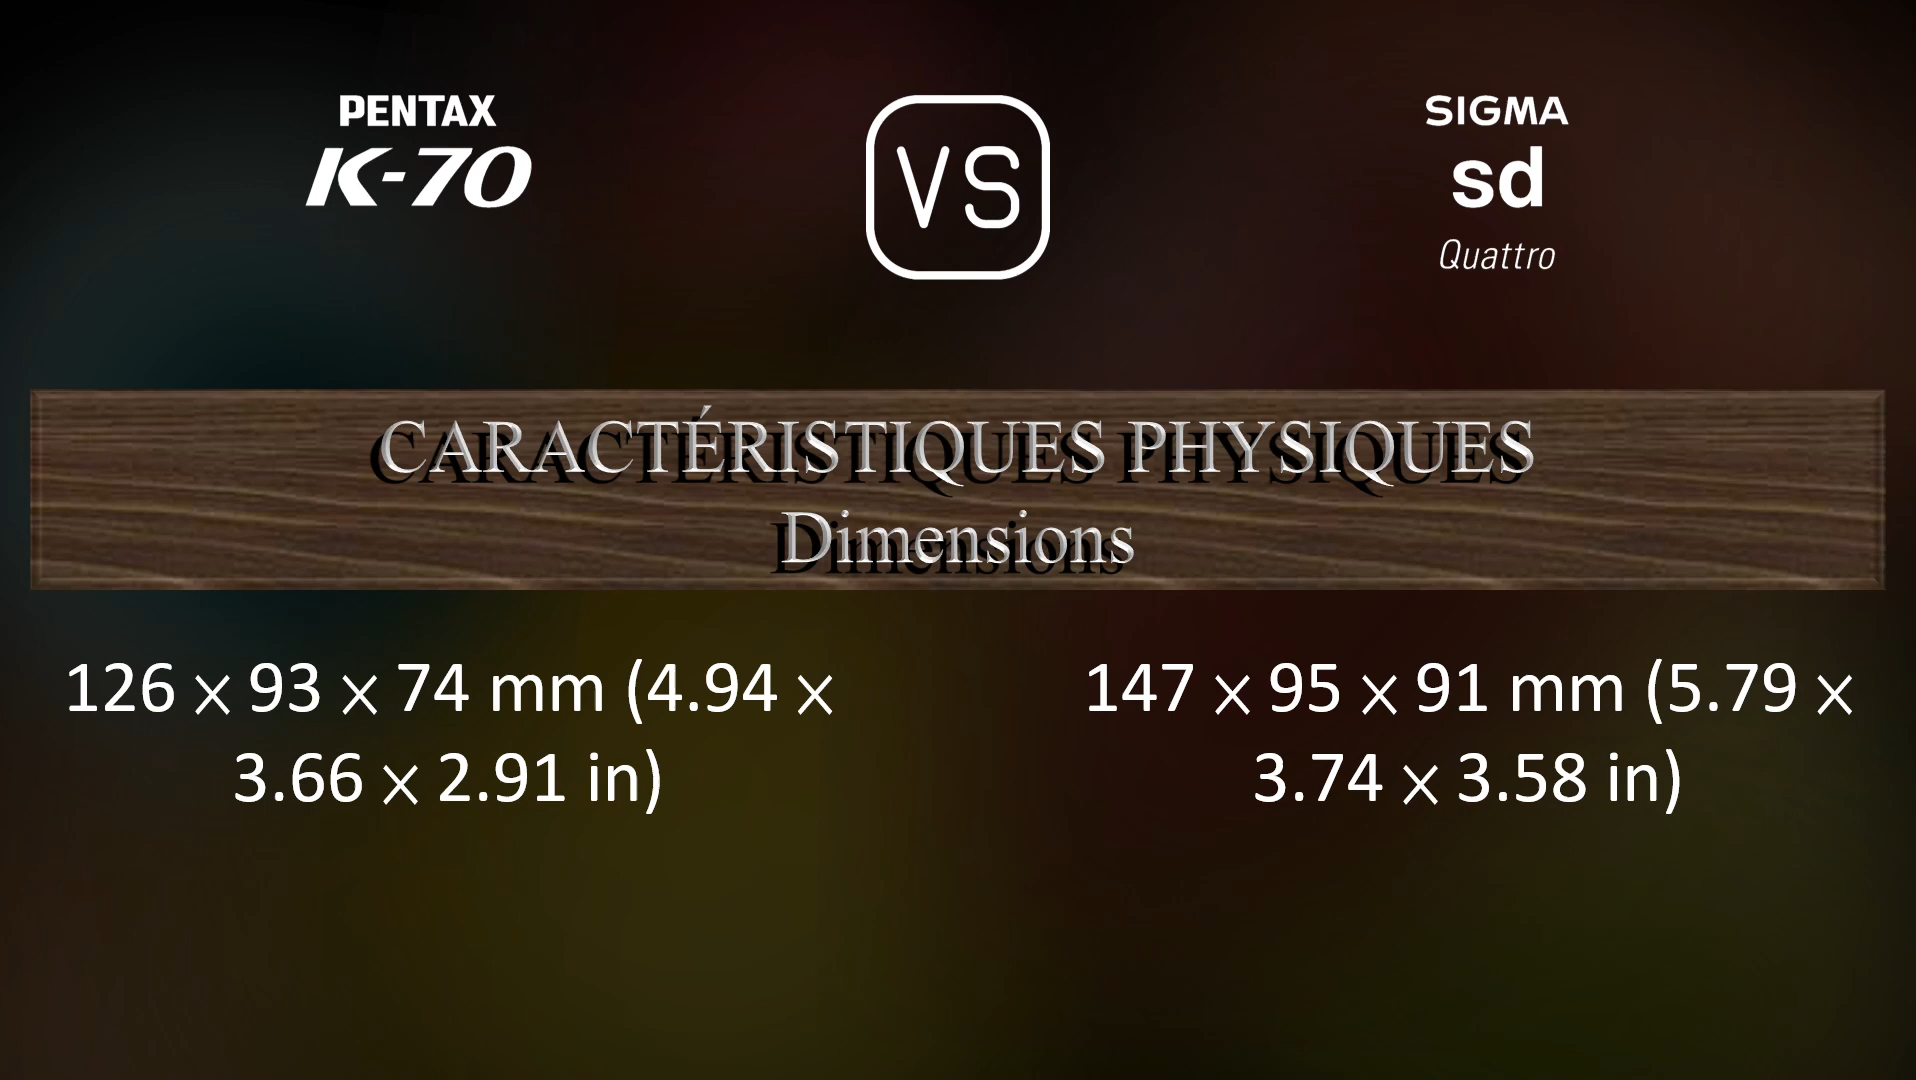 PENTAX
K-70
VS
SIGMA
sd
Quattro
CARACTÉRISTIQUES PHYSIQUES
Dimensions
126 x 93 x 74 mm (4.94 x
3.66 x 2.91 in)
147 x 95 x 91 mm (5.79 x
3.74 x 3.58 in)